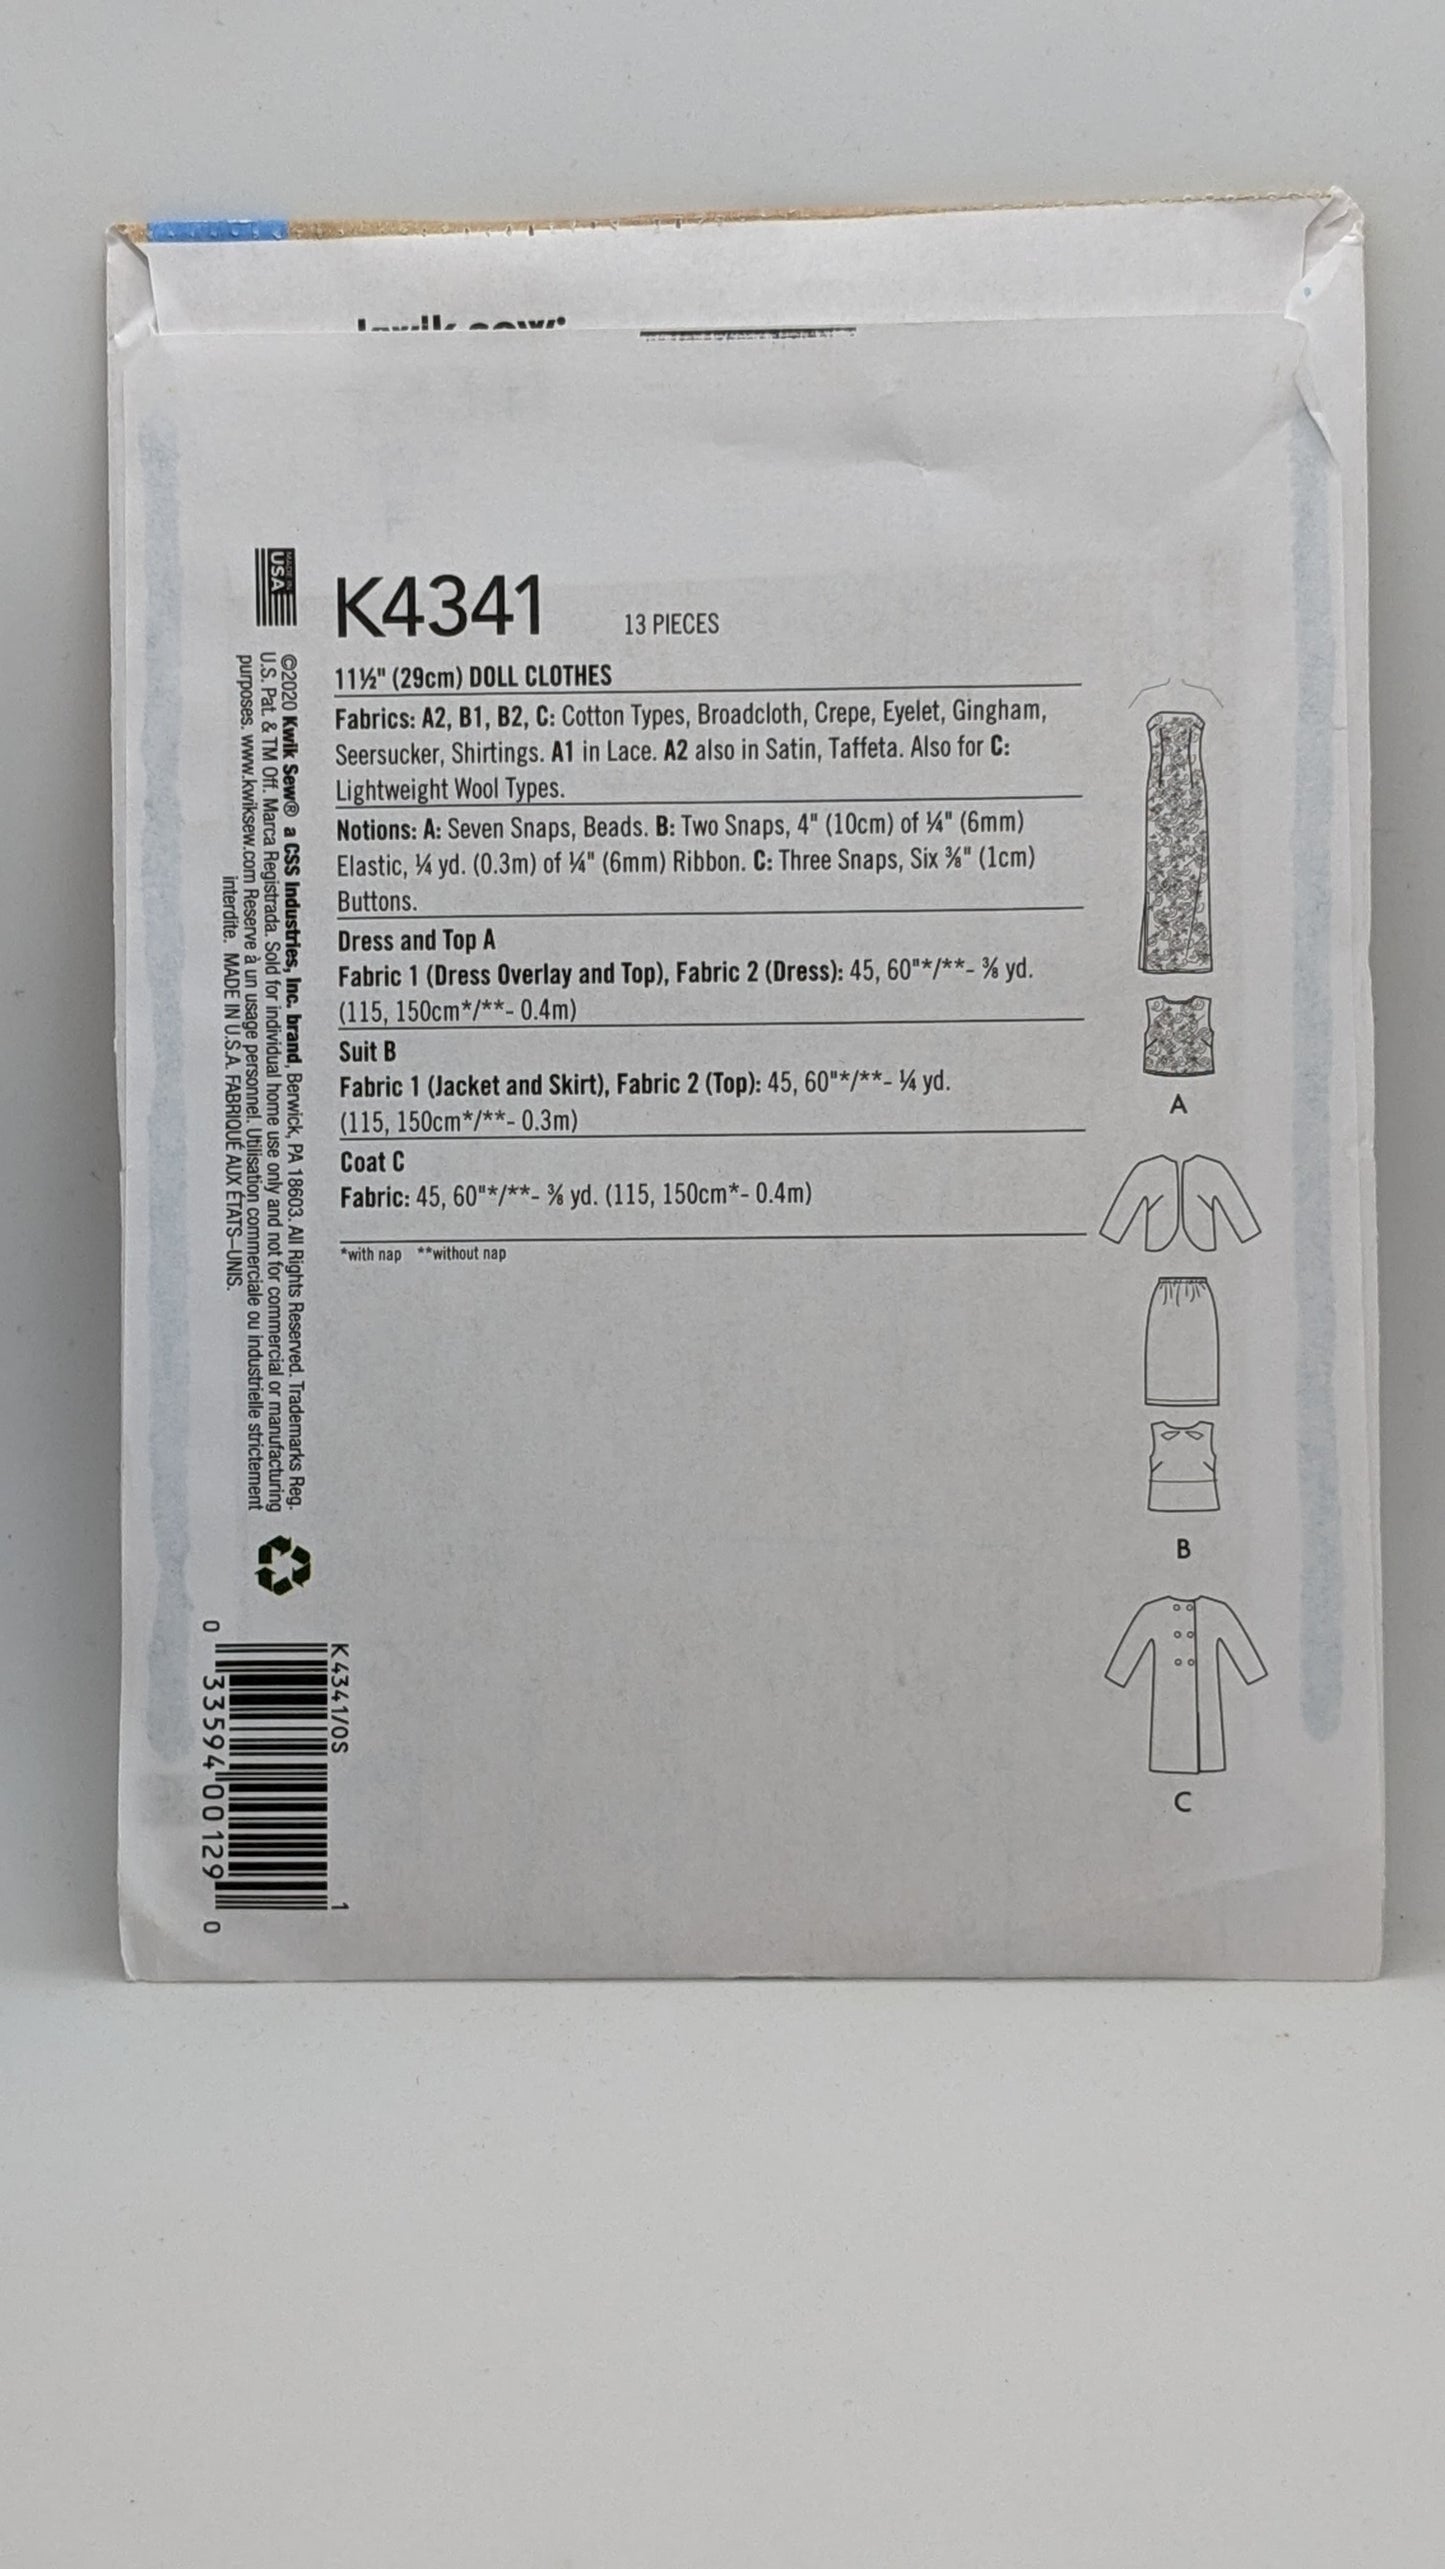 kwik sew®
K4341
13 PIECES
11½" (29cm) DOLL CLOTHES
Fabrics: A2, B1, B2, C: Cotton Types, Broadcloth, Crepe, Eyelet, Gingham,
Seersucker, Shirtings. A1 in Lace. A2 also in Satin, Taffeta. Also for C:
Lightweight Wool Types.
Notions: A: Seven Snaps, Beads. B: Two Snaps, 4" (10cm) of ¼" (6mm)
Elastic, ¼ yd. (0.3m) of ¼" (6mm) Ribbon. C: Three Snaps, Six ⅜" (1cm)
Buttons.
Dress and Top A
Fabric 1 (Dress Overlay and Top), Fabric 2 (Dress): 45, 60"*/**- ⅜ yd.
(115, 150cm*/**- 0.4m)
Suit B
Fabric 1 (Jacket and Skirt), Fabric 2 (Top): 45, 60"*/**- ¼ yd.
(115, 150cm*/**- 0.3m)
Coat C
Fabric: 45, 60"*/**- ⅜ yd. (115, 150cm*- 0.4m)
*with nap **without nap
A
B
C
MADE IN
USA
©2020 Kwik Sew® a CSS Industries, Inc. brand, Berwick, PA 18603. All Rights Reserved. Trademarks Reg.
U.S. Pat. & TM Off. Marca Registrada. Sold for individual home use only and not for commercial or manufacturing
purposes. www.kwiksew.com Reserve à un usage personnel. Utilisation commerciale ou industrielle strictement
interdite. MADE IN U.S.A. FABRIQUÉ AUX ÉTATS–UNIS.
K4341/OS
1
0 33594 00129 0